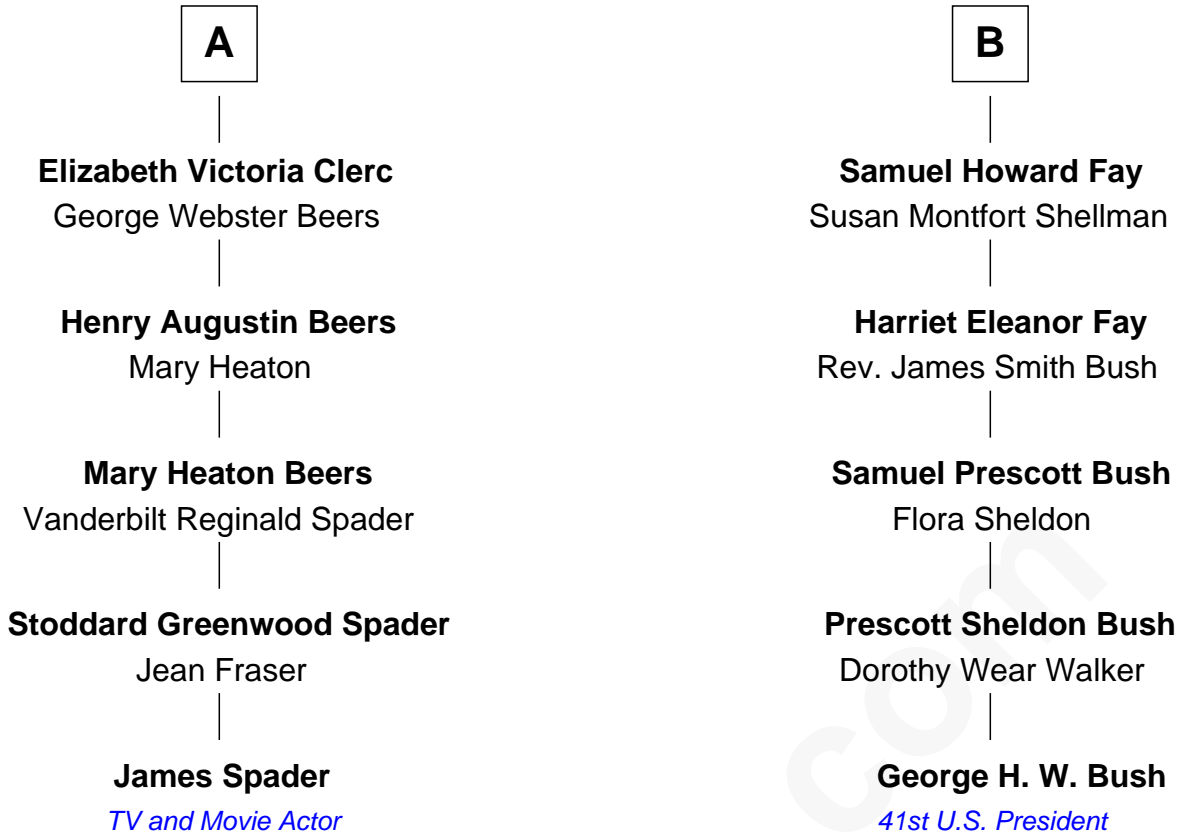 A
Elizabeth Victoria Clerc
George Webster Beers
Henry Augustin Beers
Mary Heaton
Mary Heaton Beers
Vanderbilt Reginald Spader
Stoddard Greenwood Spader
Jean Fraser
James Spader
TV and Movie Actor
B
Samuel Howard Fay
Susan Montfort Shellman
Harriet Eleanor Fay
Rev. James Smith Bush
Samuel Prescott Bush
Flora Sheldon
Prescott Sheldon Bush
Dorothy Wear Walker
George H. W. Bush
41st U.S. President
com